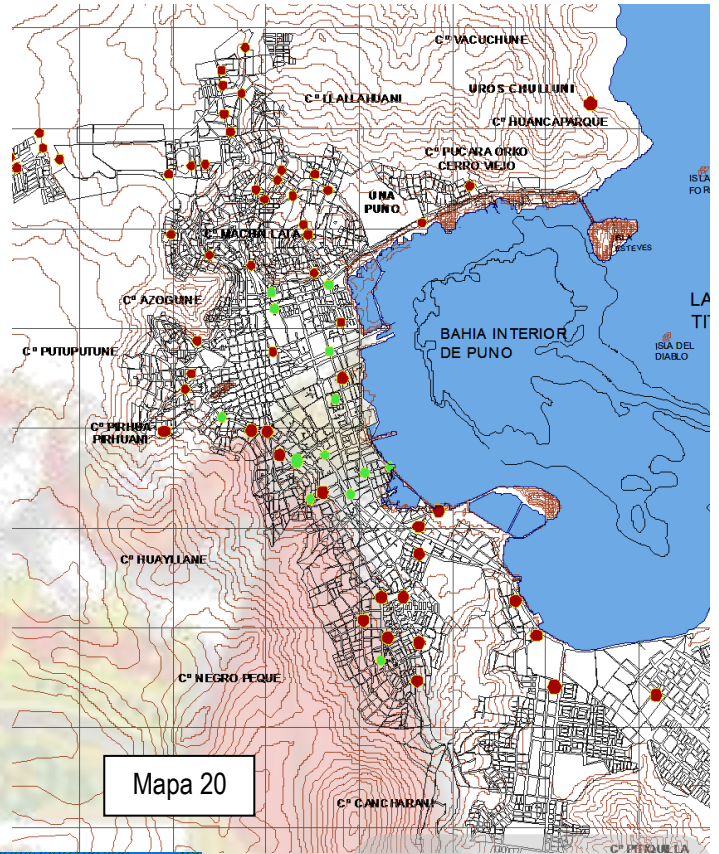 Cº VACUCHUNE
UROS CHULLUNI
Cº LLALLAHUANI
Cº HUANCAPARQUE
Cº PUCARA ORKO
CERRO VIEJO
ISLA
FOR
UNA
PUNO
Cº MACHALLATA
ISLA
ESTEVES
Cº AZOGUINE
LA
TIT
BAHIA INTERIOR
DE PUNO
ISLA DEL
DIABLO
Cº PUTUPUTUNE
Cº PIRHUA
PIRHUANI
Cº HUAYLLANE
Cº NEGRO PEQUE
Mapa 20
Cº CANCHARANI
Cº PITIQUILLA